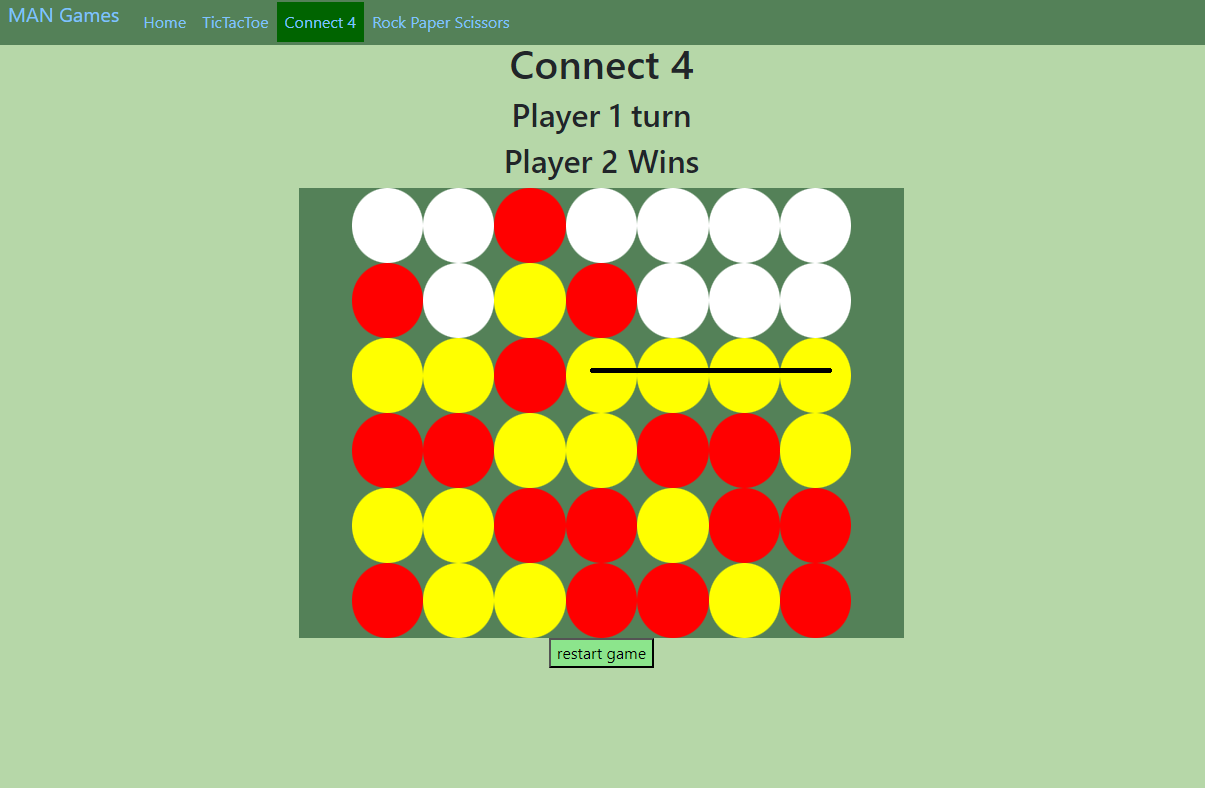 MAN Games Home TicTacToe Connect 4 Rock Paper Scissors
Connect 4
Player 1 turn
Player 2 Wins
restart game